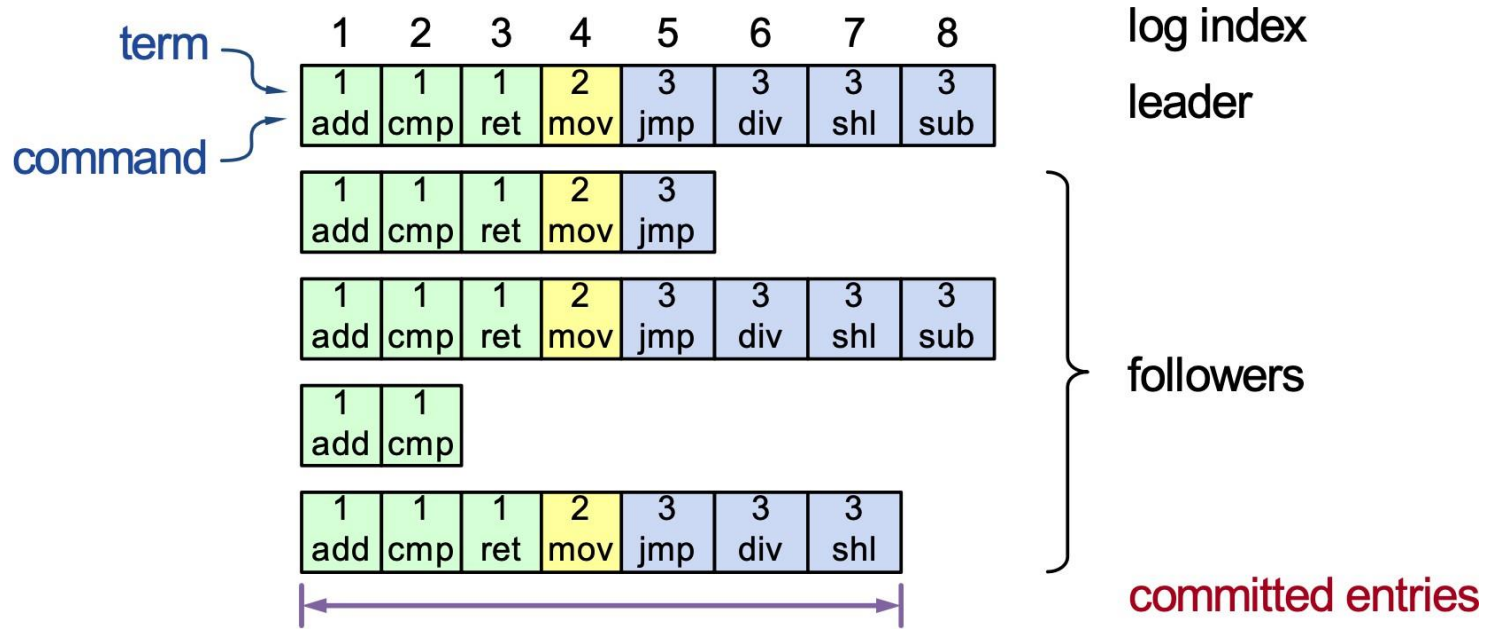 1 2 3 4 5 6 7 8 log index
term
1 1 1 2 3 3 3 3
add cmp ret mov jmp div shl sub
leader
command
1 1 1 2 3
add cmp ret mov jmp
1 1 1 2 3 3 3 3
add cmp ret mov jmp div shl sub
followers
1 1
add cmp
1 1 1 2 3 3 3
add cmp ret mov jmp div shl
committed entries